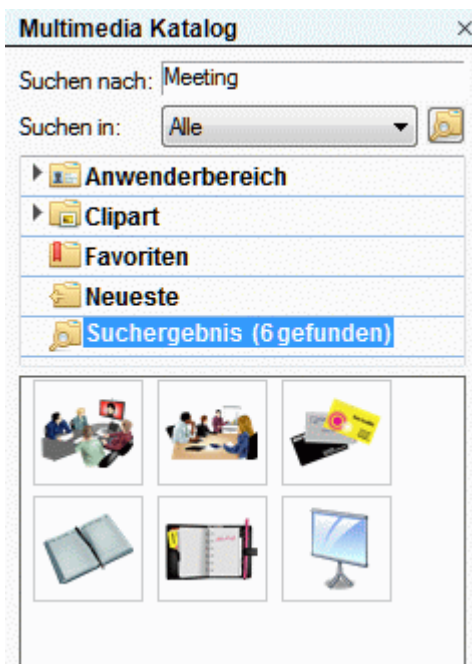 Multimedia Katalog
Suchen nach: Meeting
Suchen in: Alle
Anwenderbereich
Clipart
Favoriten
Neueste
Suchergebnis (6 gefunden)